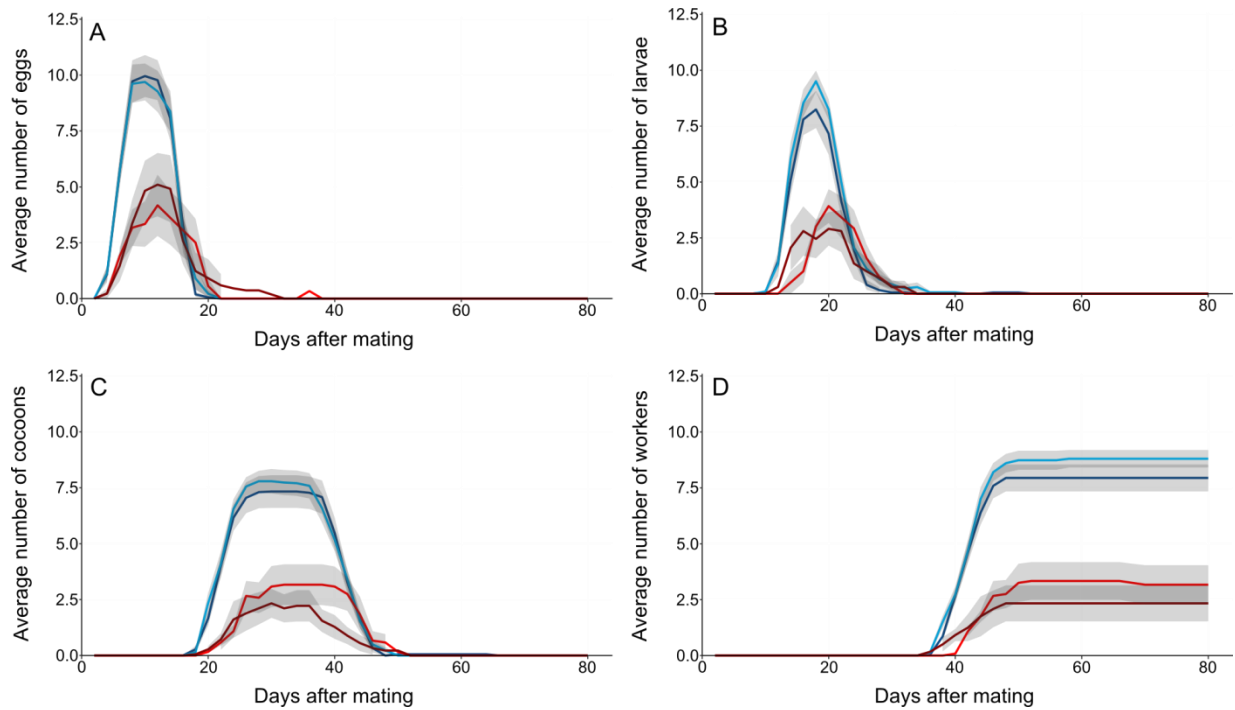 A
Average number of eggs
12.5
10.0
7.5
5.0
2.5
0.0
0 20 40 60 80
Days after mating
B
Average number of larvae
12.5
10.0
7.5
5.0
2.5
0.0
0 20 40 60 80
Days after mating
C
Average number of cocoons
12.5
10.0
7.5
5.0
2.5
0.0
0 20 40 60 80
Days after mating
D
Average number of workers
12.5
10.0
7.5
5.0
2.5
0.0
0 20 40 60 80
Days after mating